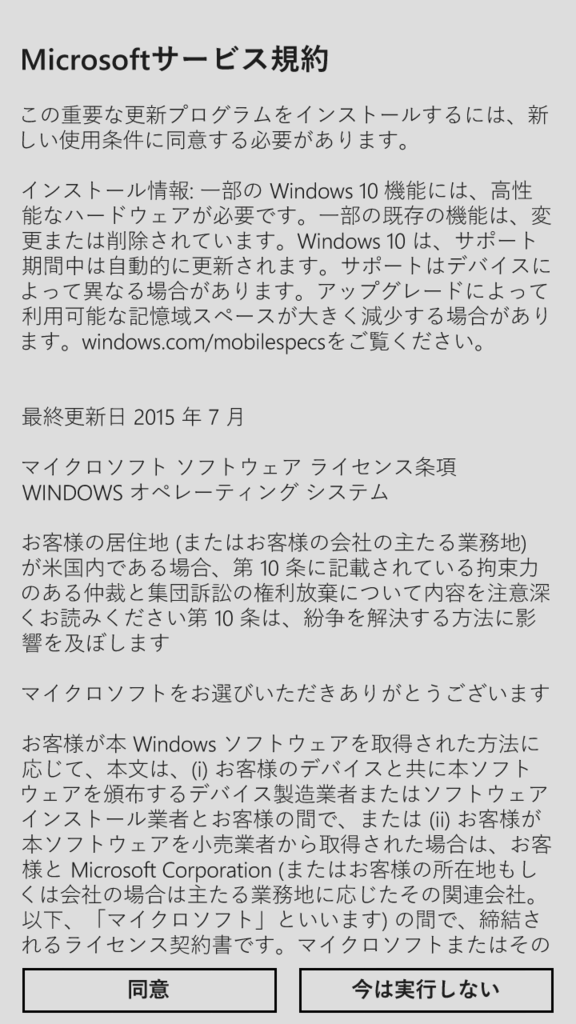 Microsoftサービス規約
この重要な更新プログラムをインストールするには、新
しい使用条件に同意する必要があります。
インストール情報: 一部の Windows 10 機能には、高性
能なハードウェアが必要です。一部の既存の機能は、変
更または削除されています。Windows 10 は、サポート
期間中は自動的に更新されます。サポートはデバイスに
よって異なる場合があります。アップグレードによって
利用可能な記憶域スペースが大きく減少する場合があり
ます。windows.com/mobilespecsをご覧ください。
最終更新日 2015 年 7 月
マイクロソフト ソフトウェア ライセンス条項
WINDOWS オペレーティング システム
お客様の居住地 (またはお客様の会社の主たる業務地)
が米国内である場合、第 10 条に記載されている拘束力
のある仲裁と集団訴訟の権利放棄について内容を注意深
くお読みください第 10 条は、紛争を解決する方法に影
響を及ぼします
マイクロソフトをお選びいただきありがとうございます
お客様が本 Windows ソフトウェアを取得された方法に
応じて、本文は、(i) お客様のデバイスと共に本ソフト
ウェアを頒布するデバイス製造業者またはソフトウェア
インストール業者とお客様の間で、または (ii) お客様が
本ソフトウェアを小売業者から取得された場合は、お客
様と Microsoft Corporation (またはお客様の所在地もし
くは会社の場合は主たる業務地に応じたその関連会社。
以下、「マイクロソフト」といいます) の間で、締結さ
れるライセンス契約書です。マイクロソフトまたはその
同意
今は実行しない